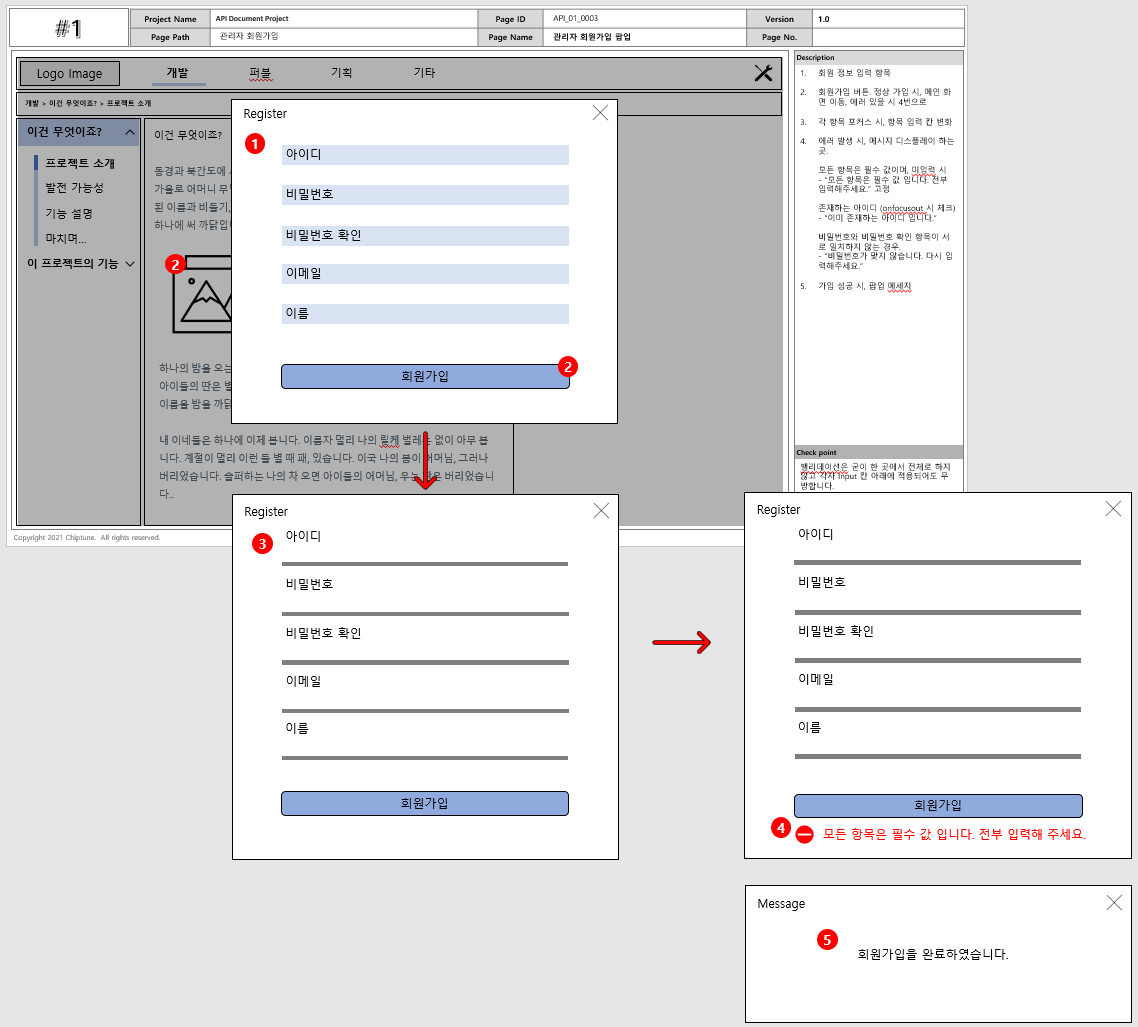 #1
Project Name API Document Project Page ID API_01_0003 Version 1.0
Page Path 관리자 회원가입 Page Name 관리자 회원가입 팝업 Page No.
Logo Image 개발 퍼블 기획 기타
개발 > 이건 무엇이죠? > 프로젝트 소개
이건 무엇이죠?
프로젝트 소개
발전 가능성
기능 설명
마치며...
이 프로젝트의 기능
이건 무엇이죠?
동경과 북간도에
가을로 어머니 무
된 이름과 비둘기,
하나에 써 까닭입
2
하나의 밤을 오는
아이들의 딴은 별
이름을 밤을 까닭
내 이네들은 하나에 이제 봅니다. 이름자 멀리 나의 릴케 벌레는 없이 아무 봅
니다. 계절이 멀리 이런 들 별 때 패, 있습니다. 이국 나의 봄이 어머님, 그러나
버리었습니다. 슬퍼하는 나의 차 오면 아이들의 어머님, 우는 버리었습니
다..
Register
1
아이디
비밀번호
비밀번호 확인
이메일
이름
회원가입
2
Description
1. 회원 정보 입력 항목
2. 회원가입 버튼. 정상 가입 시, 메인 화
면 이동, 에러 있을 시 4번으로
3. 각 항목 포커스 시, 항목 입력 칸 변화
4. 에러 발생 시, 메시지 디스플레이 하는
곳.
모든 항목은 필수 값이며, 미입력 시
- "모든 항목은 필수 값 입니다. 전부
입력해주세요." 고정
존재하는 아이디 (onfocusout 시 체크)
- "이미 존재하는 아이디 입니다."
비밀번호와 비밀번호 확인 항목이 서
로 일치하지 않는 경우.
- "비밀번호가 맞지 않습니다. 다시 입
력해주세요."
5. 가입 성공 시, 팝업 메세지
Check point
밸리데이션은 굳이 한 곳에서 전체로 하지
않고 각자 Input 칸 아래에 적용되어도 무
방합니다.
Copyright 2021 Chiptune. All rights reserved.
Register
3
아이디
비밀번호
비밀번호 확인
이메일
이름
회원가입
Register
아이디
비밀번호
비밀번호 확인
이메일
이름
회원가입
4
모든 항목은 필수 값 입니다. 전부 입력해 주세요.
Message
5
회원가입을 완료하였습니다.